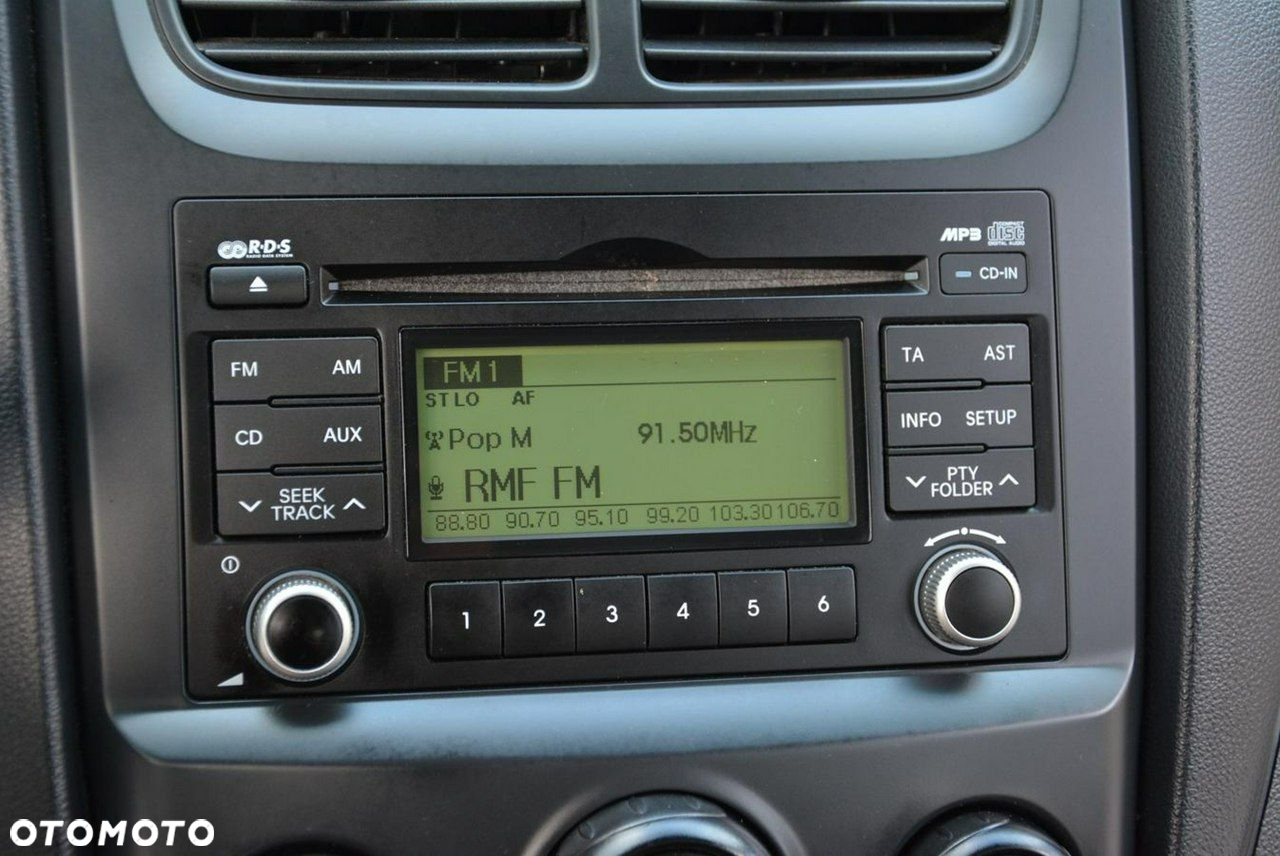 R·D·S
RADIO DATA SYSTEM
MP3
COMPACT
disc
DIGITAL AUDIO
CD-IN
FM AM
CD AUX
SEEK
TRACK
FM 1
ST LO AF
Pop M 91.50MHz
RMF FM
88.80 90.70 95.10 99.20 103.30 106.70
TA AST
INFO SETUP
PTY
FOLDER
1 2 3 4 5 6
OTOMOTO